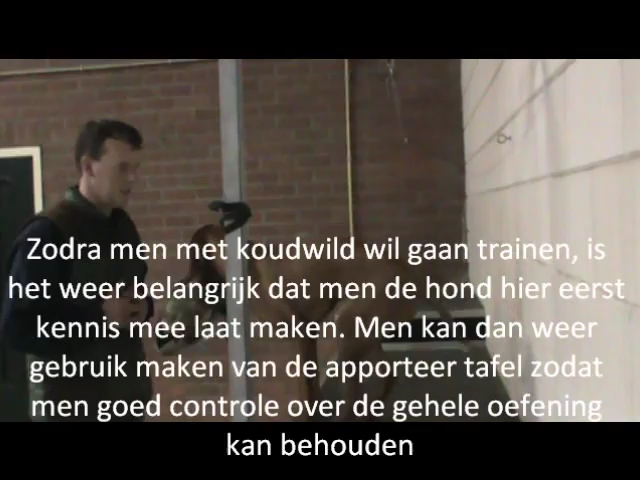 Zodra men met koudwild wil gaan trainen, is
het weer belangrijk dat men de hond hier eerst
kennis mee laat maken. Men kan dan weer
gebruik maken van de apporteer tafel zodat
men goed controle over de gehele oefening
kan behouden